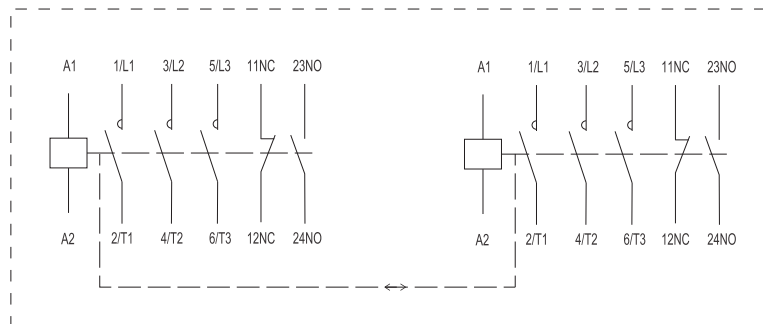 A1 1/L1 3/L2 5/L3 11NC 23NO
A2 2/T1 4/T2 6/T3 12NC 24NO
A1 1/L1 3/L2 5/L3 11NC 23NO
A2 2/T1 4/T2 6/T3 12NC 24NO